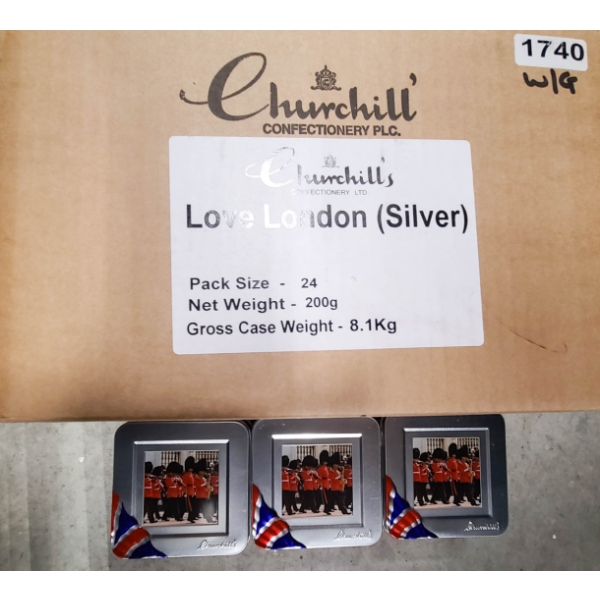 1740
W/G
Churchill's
CONFECTIONERY PLC.
Churchill's
CONFECTIONERY LTD
Love London (Silver)
Pack Size - 24
Net Weight - 200g
Gross Case Weight - 8.1Kg
Churchill's
Churchill's
Churchill's